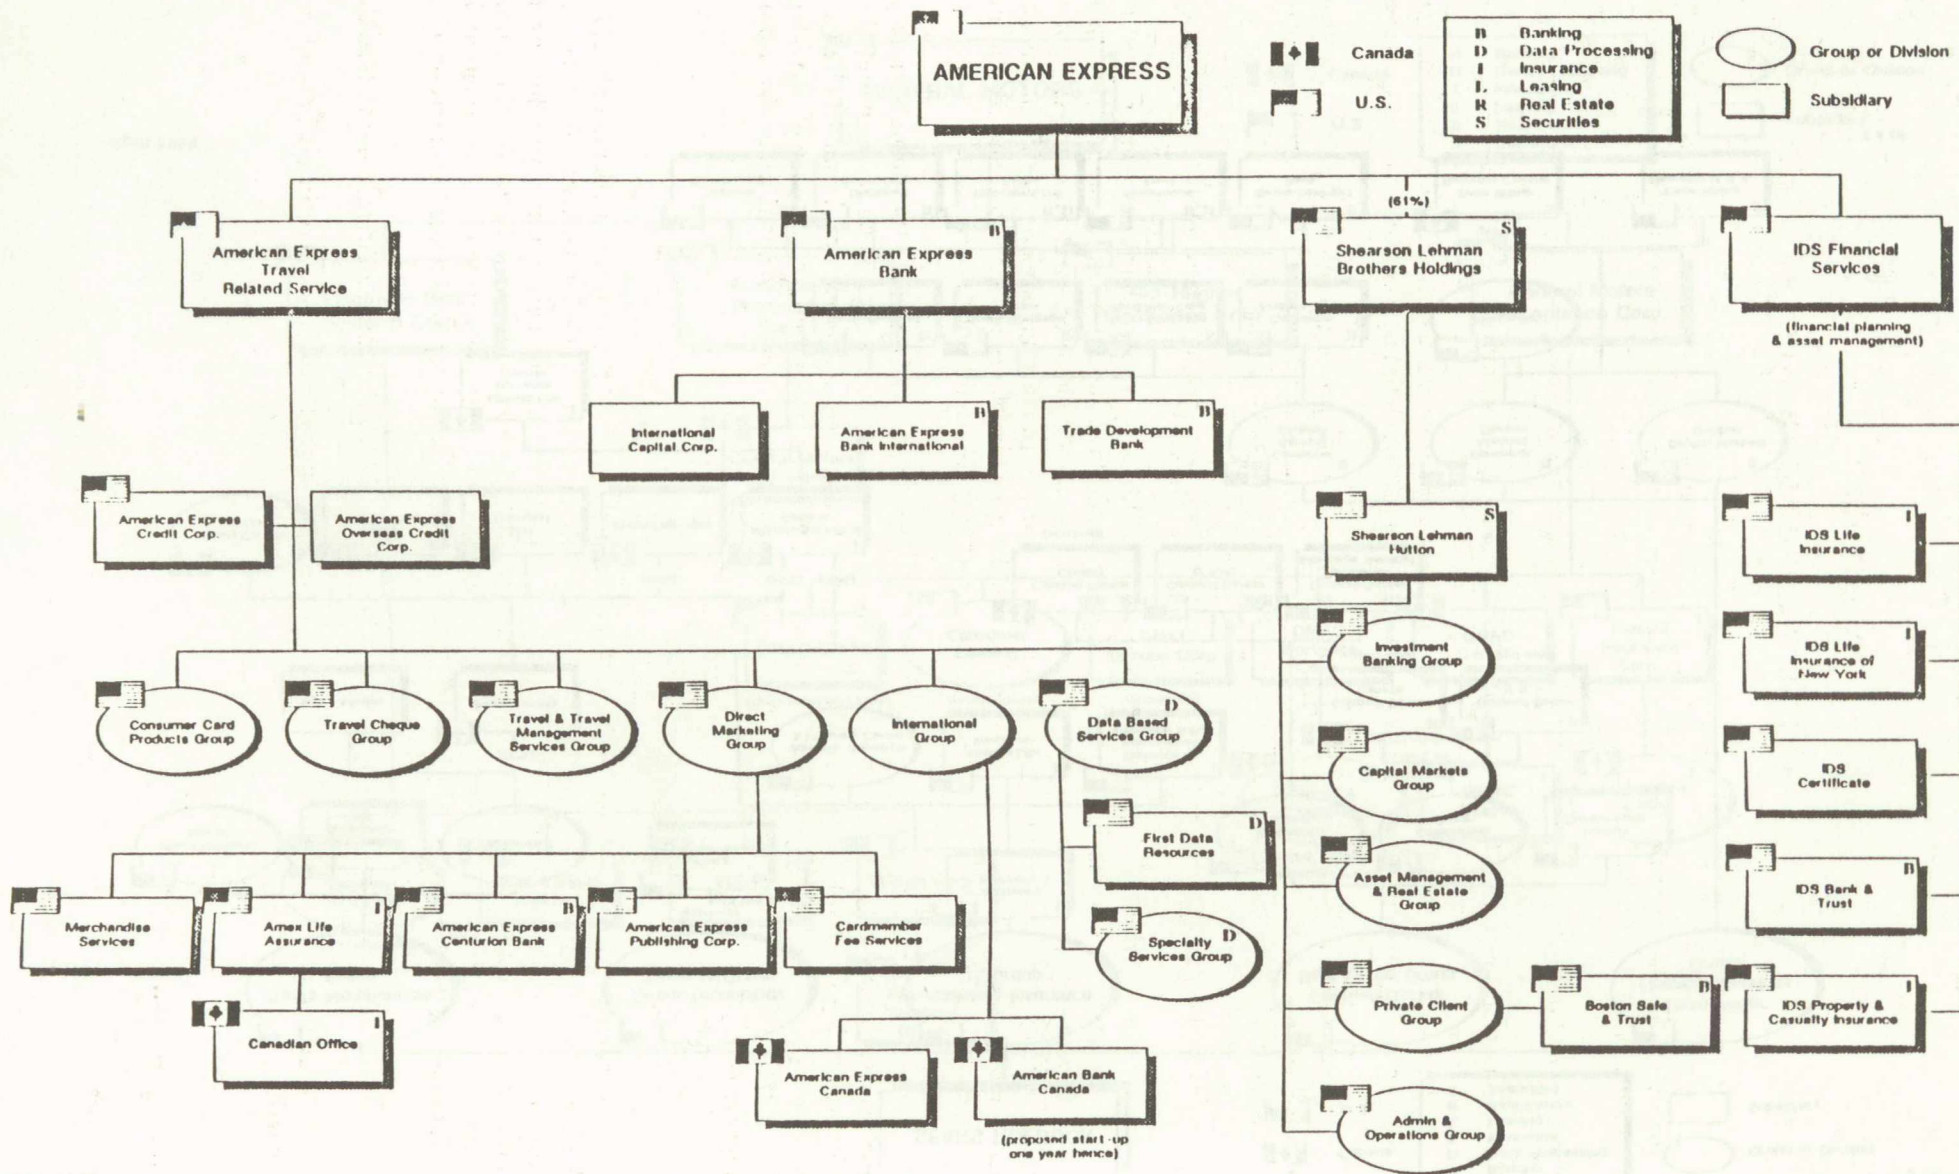 AMERICAN EXPRESS
Canada
U.S.
B Banking
D Data Processing
I Insurance
L Leasing
R Real Estate
S Securities
Group or Division
Subsidiary
American Express
Travel
Related Service
B
American Express
Bank
(61%)
S
Shearson Lehman
Brothers Holdings
IDS Financial
Services
(financial planning
& asset management)
International
Capital Corp.
B
American Express
Bank International
B
Trade Development
Bank
American Express
Credit Corp.
American Express
Overseas Credit
Corp.
S
Shearson Lehman
Hutton
I
IDS Life
Insurance
Investment
Banking Group
I
IDS Life
Insurance of
New York
Consumer Card
Products Group
Travel Cheque
Group
Travel & Travel
Management
Services Group
Direct
Marketing
Group
International
Group
D
Data Based
Services Group
Capital Markets
Group
IDS
Certificate
D
First Data
Resources
Asset Management
& Real Estate
Group
B
IDS Bank &
Trust
Merchandise
Services
I
Amex Life
Assurance
B
American Express
Centurion Bank
American Express
Publishing Corp.
Cardmember
Fee Services
D
Specialty
Services Group
Private Client
Group
B
Boston Safe
& Trust
I
IDS Property &
Casualty Insurance
I
Canadian Office
American Express
Canada
American Bank
Canada
(proposed start-up
one year hence)
Admin &
Operations Group